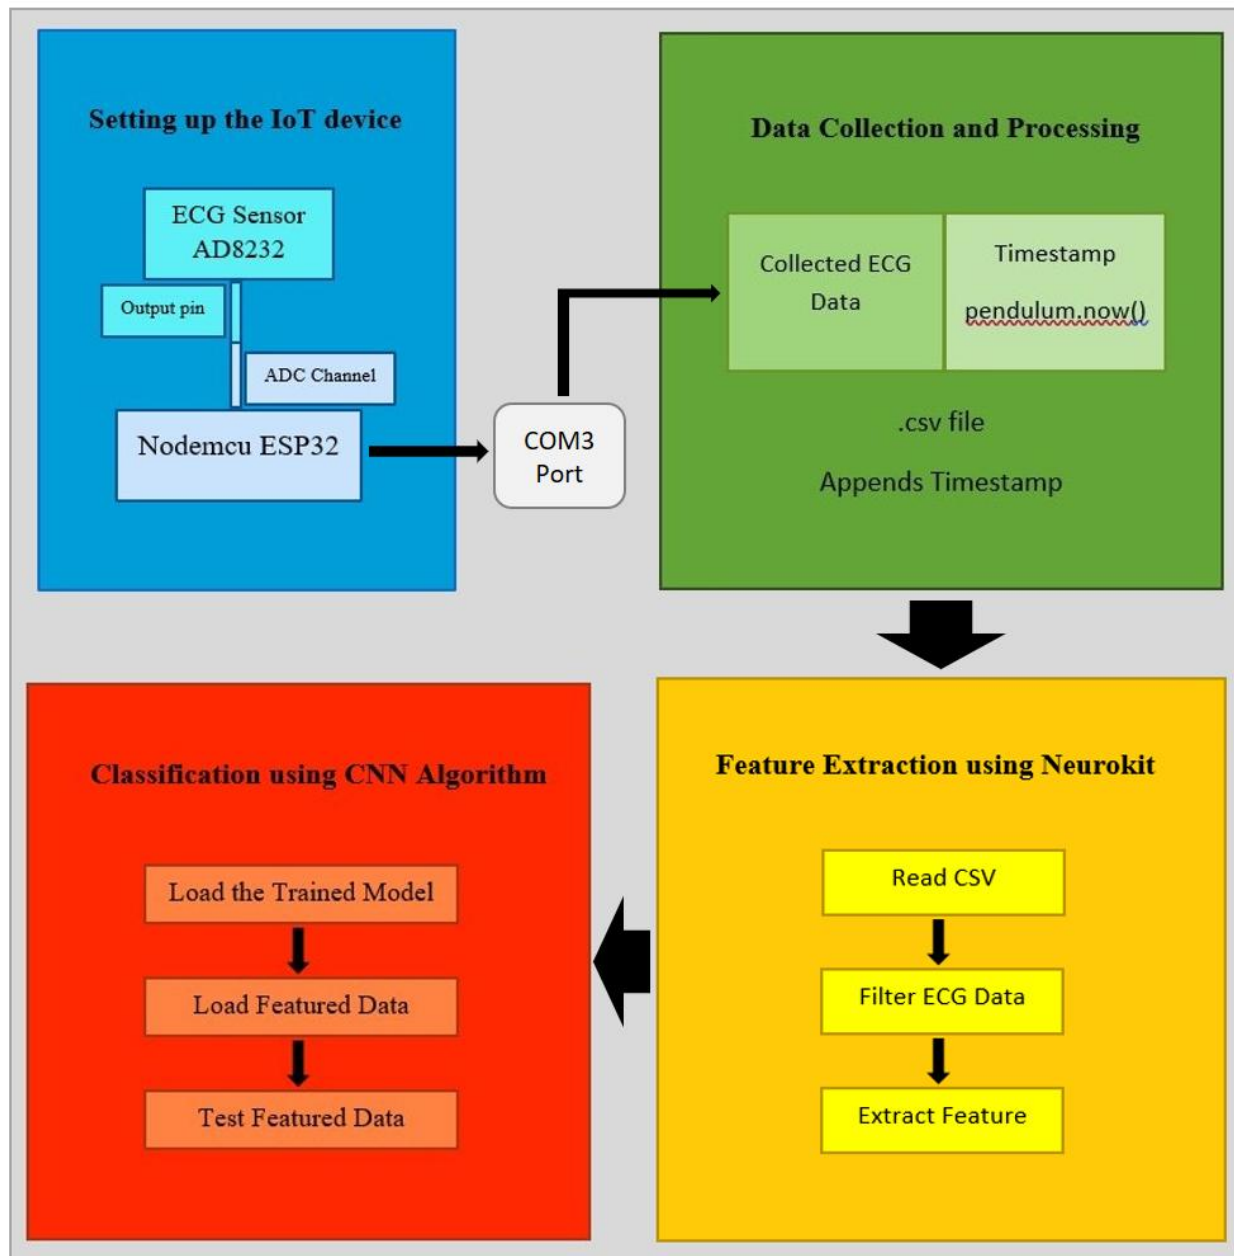 Setting up the IoT device
ECG Sensor
AD8232
Output pin
ADC Channel
Nodemcu ESP32
COM3
Port
Data Collection and Processing
Collected ECG
Data
Timestamp
pendulum.now()
.csv file
Appends Timestamp
Feature Extraction using Neurokit
Read CSV
Filter ECG Data
Extract Feature
Classification using CNN Algorithm
Load the Trained Model
Load Featured Data
Test Featured Data